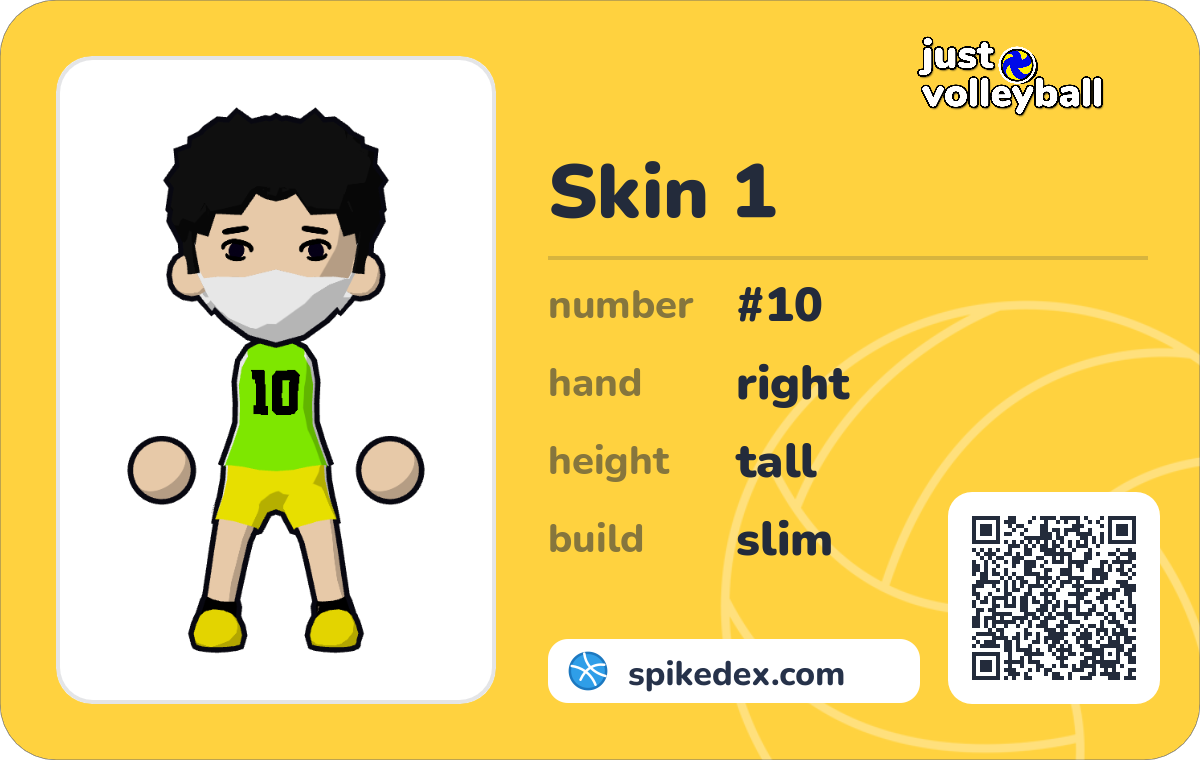 just
volleyball
Skin 1
number #10
hand right
height tall
build slim
10
spikedex.com